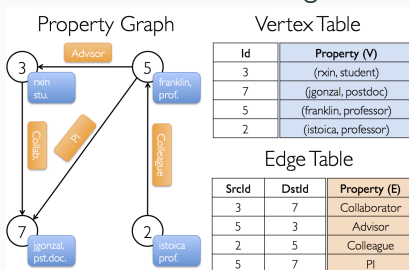 Property Graph
Vertex Table
Advisor
3
5
rxin
stu.
franklin,
prof.
Collab.
PI
Colleague
7
2
jgonzal,
pst.doc.
istoica
prof.
Id Property (V)
3 (rxin, student)
7 (jgonzal, postdoc)
5 (franklin, professor)
2 (istoica, professor)
Edge Table
SrcId DstId Property (E)
3 7 Collaborator
5 3 Advisor
2 5 Colleague
5 7 PI